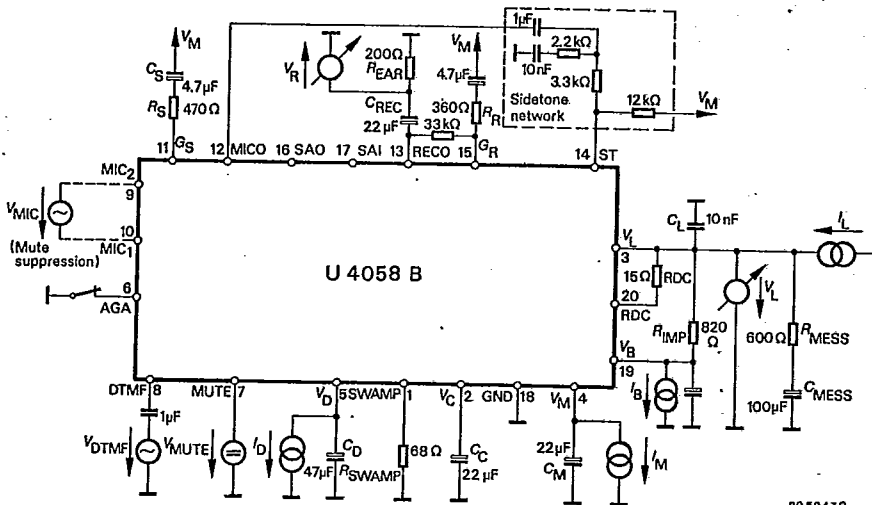 V_M
C_S
4.7µF
R_S
470Ω
11
G_S
12
MICO
16
SAO
17
SAI
V_R
200Ω
R_EAR
C_REC
22 µF
13
RECO
V_M
4.7µF
360Ω
R_R
33kΩ
15
G_R
1µF
2.2kΩ
10nF
3.3kΩ
Sidetone
network
12kΩ
V_M
14
ST
MIC2
9
V_MIC
(Mute
suppression)
10
MIC1
6
AGA
U 4058 B
C_L
10nF
I_L
V_L
3
15Ω
RDC
20
RDC
V_L
R_IMP
820
Ω
600Ω
R_MESS
V_B
19
I_B
C_MESS
100µF
DTMF
8
MUTE
7
V_D
5
SWAMP
1
V_C
2
GND
18
V_M
4
1µF
V_DTMF
V_MUTE
I_D
C_D
47µF
R_SWAMP
68Ω
C_C
22 µF
22µF
C_M
I_M